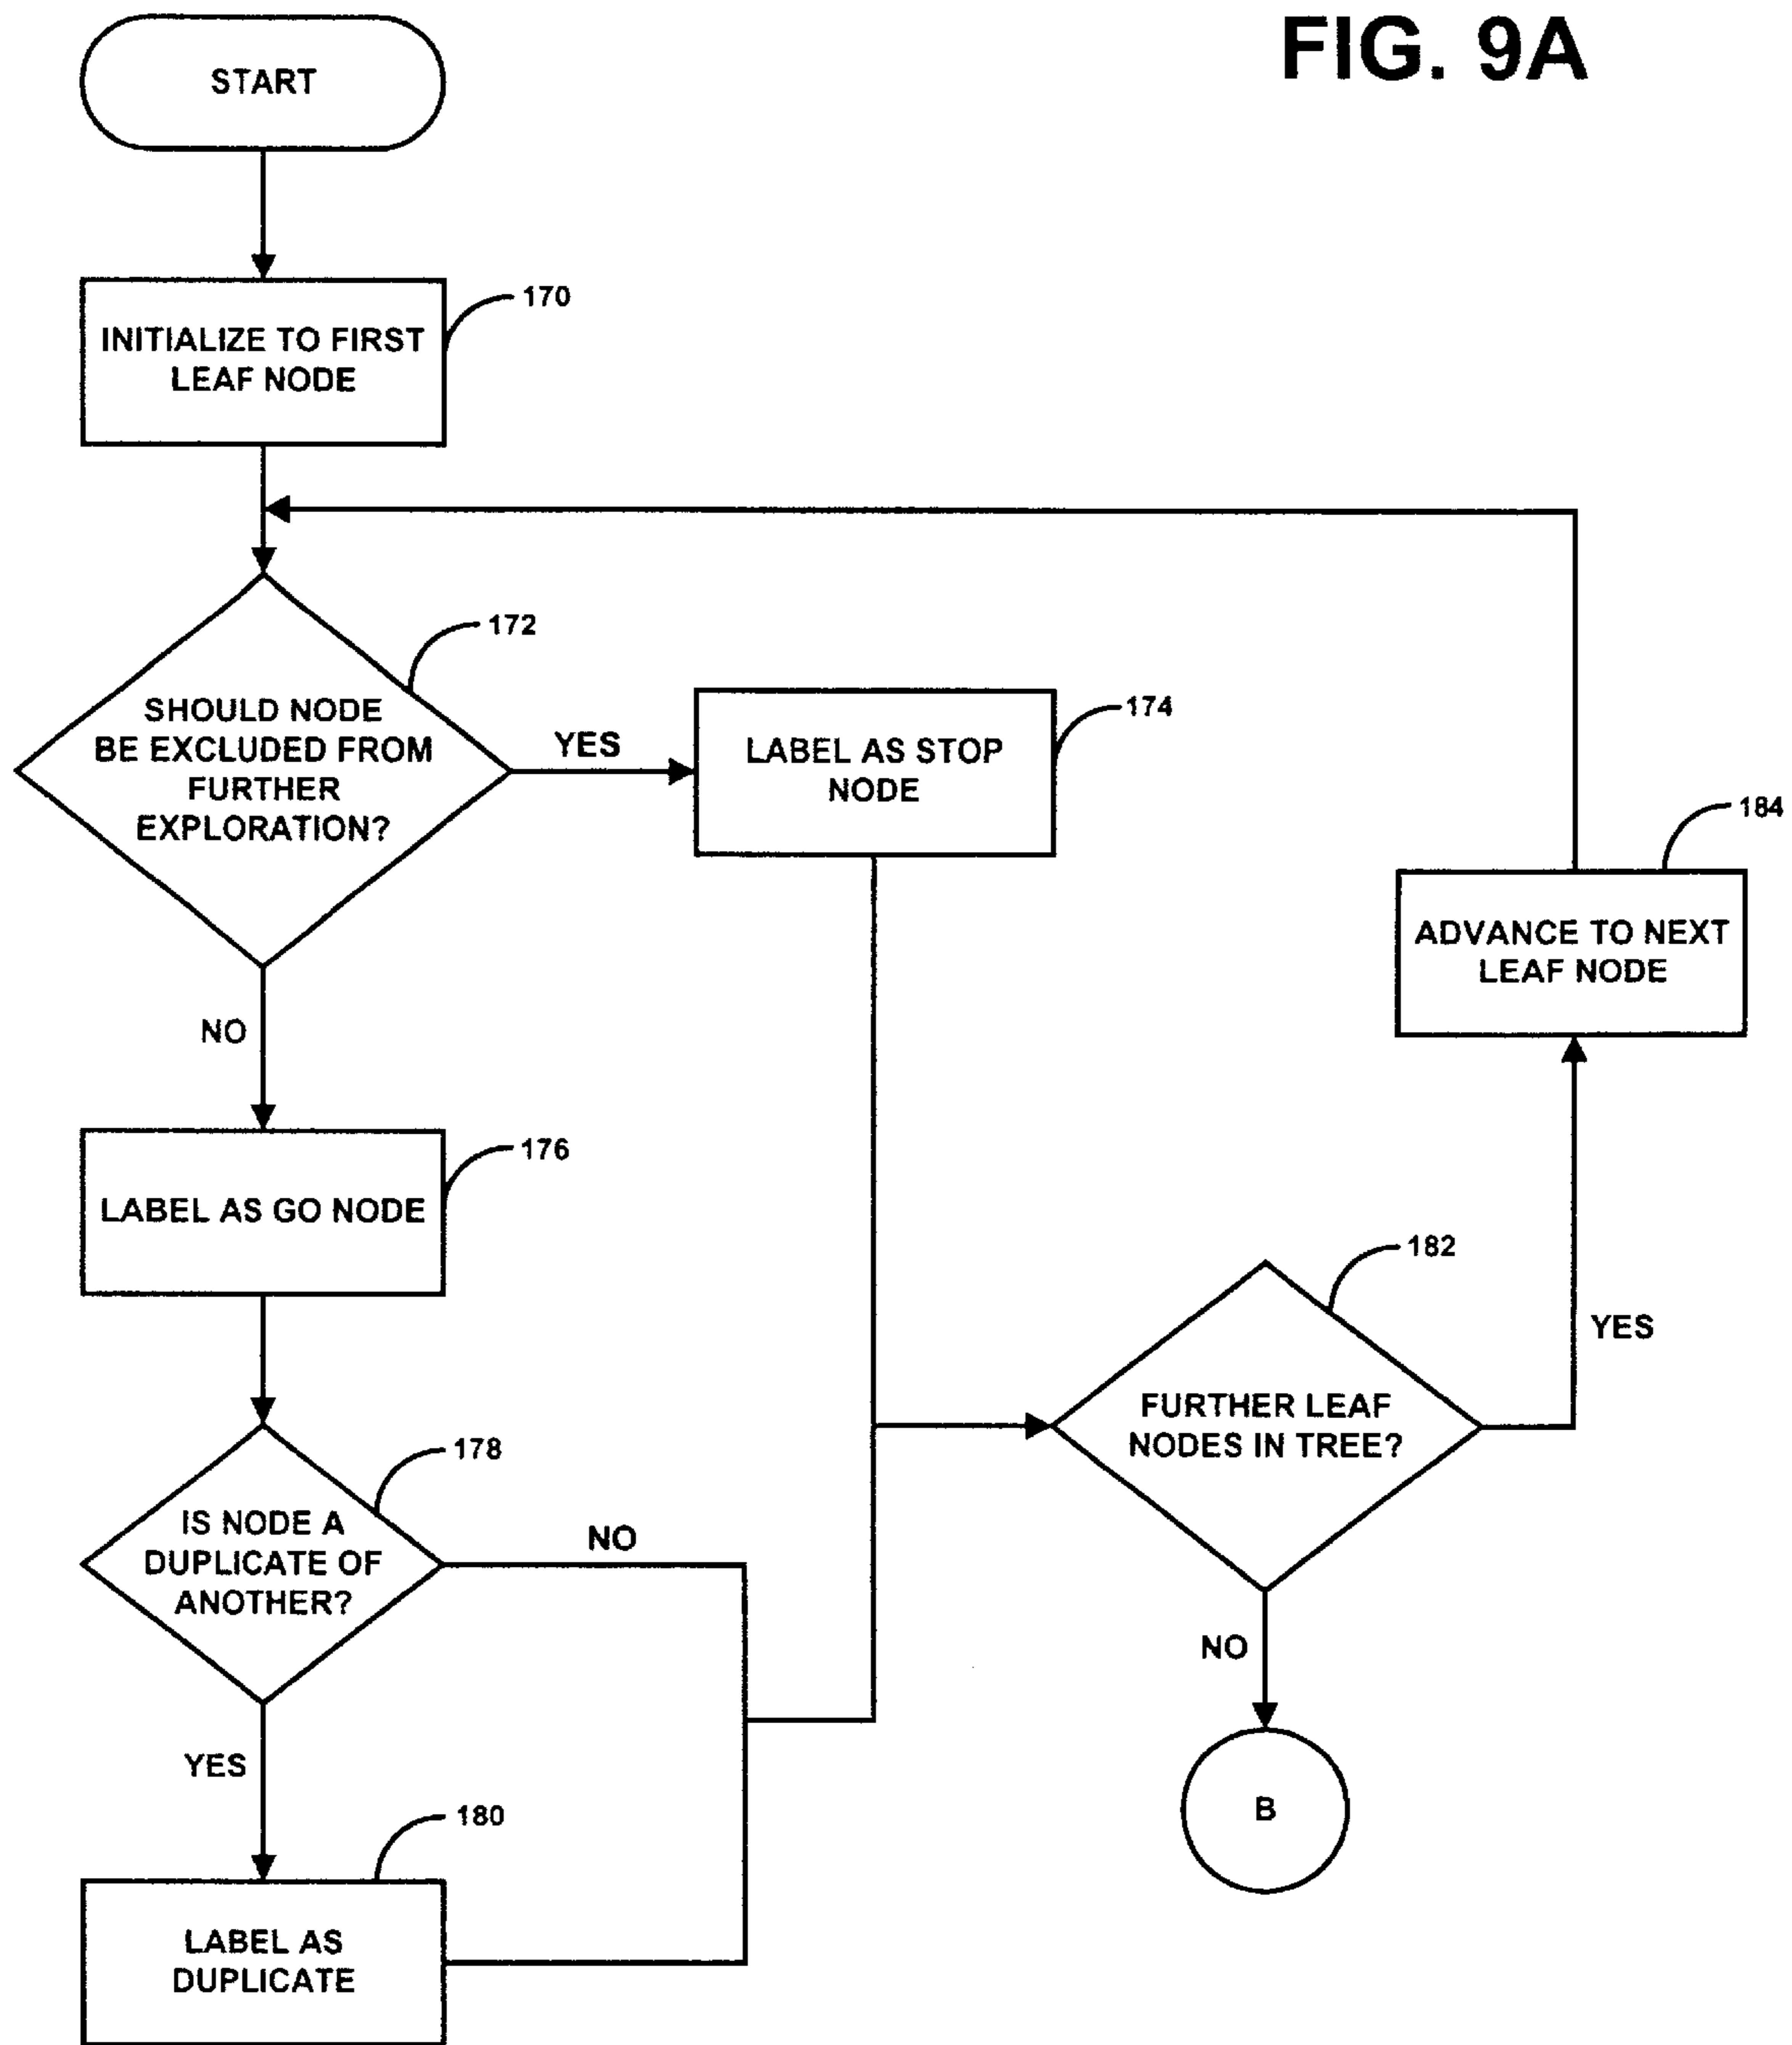 FIG. 9A
START
INITIALIZE TO FIRST
LEAF NODE
170
SHOULD NODE
BE EXCLUDED FROM
FURTHER
EXPLORATION?
172
YES
LABEL AS STOP
NODE
174
184
ADVANCE TO NEXT
LEAF NODE
NO
LABEL AS GO NODE
176
182
FURTHER LEAF
NODES IN TREE?
YES
178
IS NODE A
DUPLICATE OF
ANOTHER?
NO
NO
YES
B
180
LABEL AS
DUPLICATE